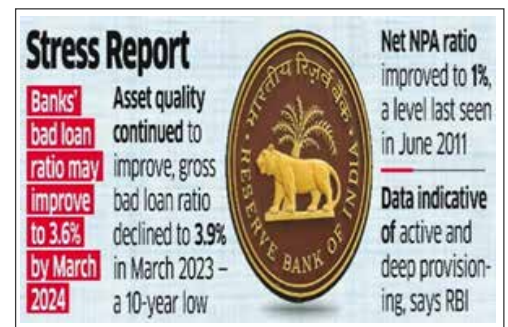 Stress Report
Banks'
bad loan
ratio may
improve
to 3.6%
by March
2024
Asset quality
continued to
improve, gross
bad loan ratio
declined to 3.9%
in March 2023 –
a 10-year low
भारतीय रिज़र्व बैंक
RESERVE BANK OF INDIA
Net NPA ratio
improved to 1%,
a level last seen
in June 2011
Data indicative
of active and
deep provision-
ing, says RBI